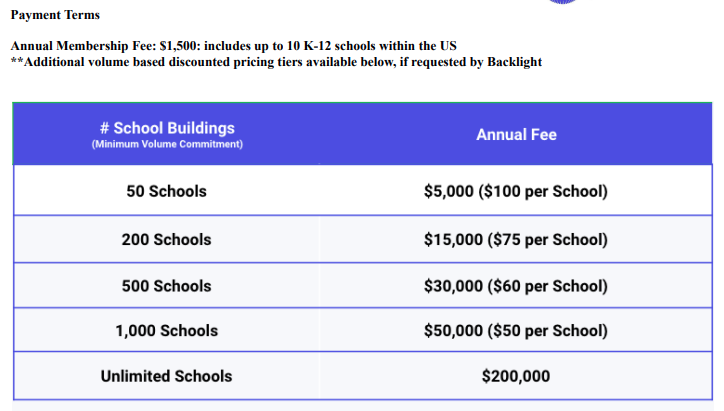 Payment Terms
Annual Membership Fee: $1,500: includes up to 10 K-12 schools within the US
**Additional volume based discounted pricing tiers available below, if requested by Backlight
# School Buildings Annual Fee
(Minimum Volume Commitment)
50 Schools $5,000 ($100 per School)
200 Schools $15,000 ($75 per School)
500 Schools $30,000 ($60 per School)
1,000 Schools $50,000 ($50 per School)
Unlimited Schools $200,000